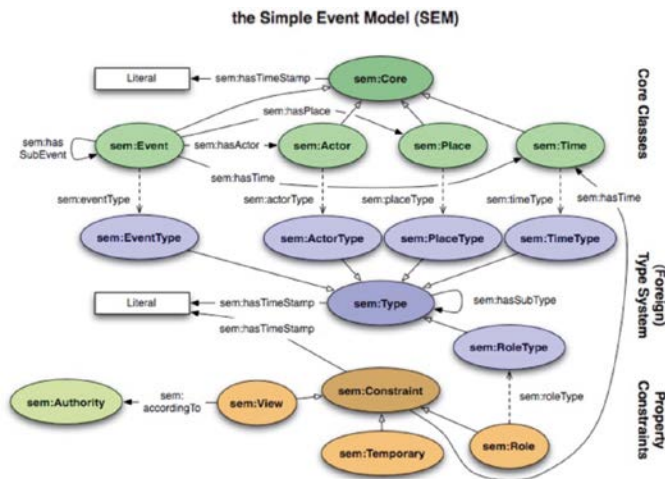 the Simple Event Model (SEM)
Literal
sem:hasTimeStamp
sem:Core
sem:hasPlace
sem:has
SubEvent
sem:Event
sem:hasActor
sem:Actor
sem:Place
sem:Time
sem:hasTime
Core Classes
sem:eventType
sem:actorType
sem:placeType
sem:timeType
sem:hasTime
sem:EventType
sem:ActorType
sem:PlaceType
sem:TimeType
Literal
sem:hasTimeStamp
sem:Type
sem:hasSubType
(Foreign)
Type System
sem:hasTimeStamp
sem:RoleType
sem:Authority
sem:
accordingTo
sem:View
sem:Constraint
sem:roleType
Property
Constraints
sem:Temporary
sem:Role